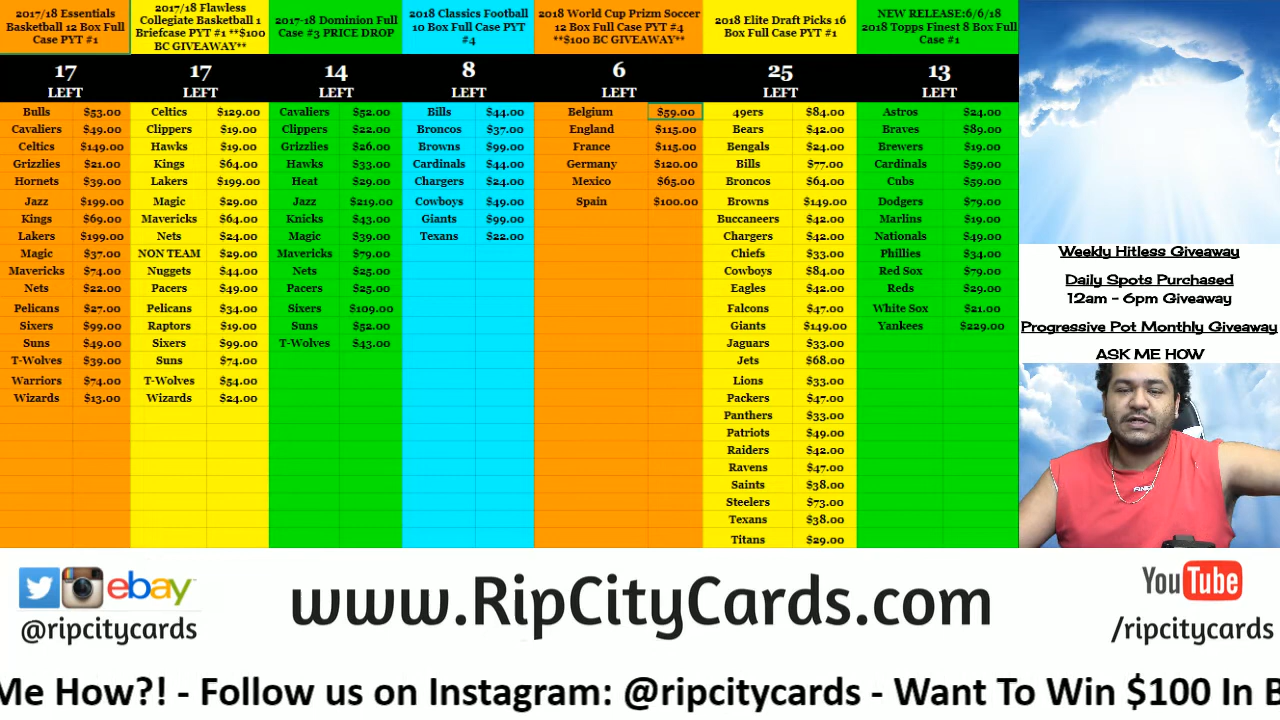 2017/18 Essentials
Basketball 12 Box Full
Case PYT #1
17
LEFT
Bulls $53.00
Cavaliers $49.00
Celtics $149.00
Grizzlies $21.00
Hornets $39.00
Jazz $199.00
Kings $69.00
Lakers $199.00
Magic $37.00
Mavericks $74.00
Nets $22.00
Pelicans $27.00
Sixers $99.00
Suns $49.00
T-Wolves $39.00
Warriors $74.00
Wizards $13.00
2017/18 Flawless
Collegiate Basketball 1
Briefcase PYT #1 **$100
BC GIVEAWAY**
17
LEFT
Celtics $129.00
Clippers $19.00
Hawks $19.00
Kings $64.00
Lakers $199.00
Magic $29.00
Mavericks $64.00
Nets $24.00
NON TEAM $29.00
Nuggets $44.00
Pacers $49.00
Pelicans $34.00
Raptors $19.00
Sixers $99.00
Suns $74.00
T-Wolves $54.00
Wizards $24.00
2017-18 Dominion Full
Case #3 PRICE DROP
14
LEFT
Cavaliers $52.00
Clippers $22.00
Grizzlies $26.00
Hawks $33.00
Heat $29.00
Jazz $219.00
Knicks $43.00
Magic $39.00
Mavericks $79.00
Nets $25.00
Pacers $25.00
Sixers $109.00
Suns $52.00
T-Wolves $43.00
2018 Classics Football
10 Box Full Case PYT
#4
8
LEFT
Bills $44.00
Broncos $37.00
Browns $99.00
Cardinals $44.00
Chargers $24.00
Cowboys $49.00
Giants $99.00
Texans $22.00
2018 World Cup Prizm Soccer
12 Box Full Case PYT #4
**$100 BC GIVEAWAY**
6
LEFT
Belgium $59.00
England $115.00
France $115.00
Germany $120.00
Mexico $65.00
Spain $100.00
2018 Elite Draft Picks 16
Box Full Case PYT #1
25
LEFT
49ers $84.00
Bears $42.00
Bengals $24.00
Bills $77.00
Broncos $64.00
Browns $149.00
Buccaneers $42.00
Chargers $42.00
Chiefs $33.00
Cowboys $84.00
Eagles $42.00
Falcons $47.00
Giants $149.00
Jaguars $33.00
Jets $68.00
Lions $33.00
Packers $47.00
Panthers $33.00
Patriots $49.00
Raiders $42.00
Ravens $47.00
Saints $38.00
Steelers $73.00
Texans $38.00
Titans $29.00
NEW RELEASE:6/6/18
2018 Topps Finest 8 Box Full
Case #1
13
LEFT
Astros $24.00
Braves $89.00
Brewers $19.00
Cardinals $59.00
Cubs $59.00
Dodgers $79.00
Marlins $19.00
Nationals $49.00
Phillies $34.00
Red Sox $79.00
Reds $29.00
White Sox $21.00
Yankees $229.00
Weekly Hitless Giveaway
Daily Spots Purchased
12am - 6pm Giveaway
Progressive Pot Monthly Giveaway
ASK ME HOW
ebay
@ripcitycards
www.RipCityCards.com
YouTube
/ripcitycards
Me How?! - Follow us on Instagram: @ripcitycards - Want To Win $100 In B